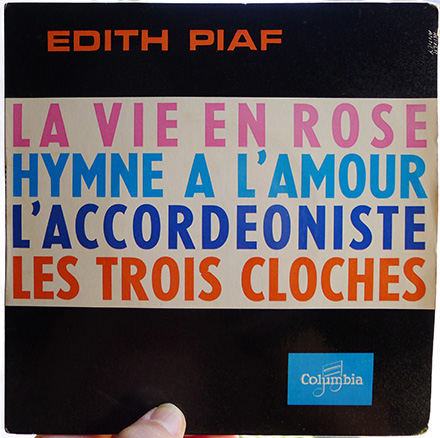 EDITH PIAF
LA VIE EN ROSE
HYMNE A L'AMOUR
L'ACCORDEONISTE
LES TROIS CLOCHES
Columbia